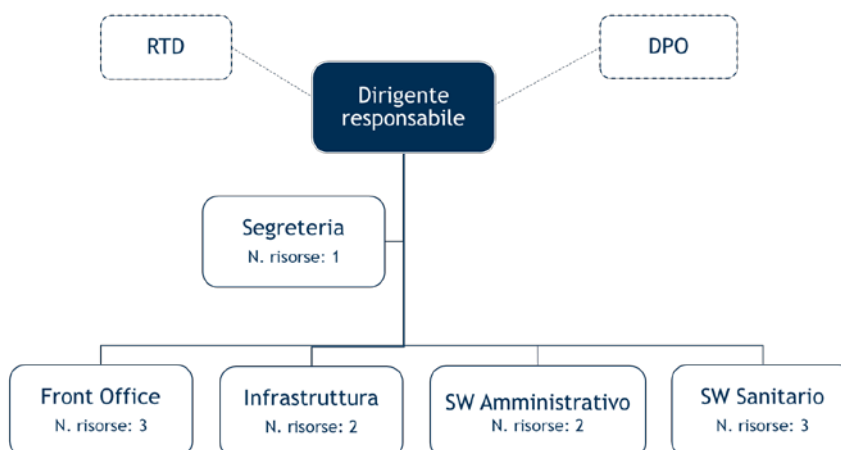 RTD
DPO
Dirigente
responsabile
Segreteria
N. risorse: 1
Front Office
N. risorse: 3
Infrastruttura
N. risorse: 2
SW Amministrativo
N. risorse: 2
SW Sanitario
N. risorse: 3